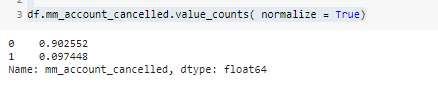 3 df.mm_account_cancelled.value_counts( normalize = True)
0    0.902552
1    0.097448
Name: mm_account_cancelled, dtype: float64